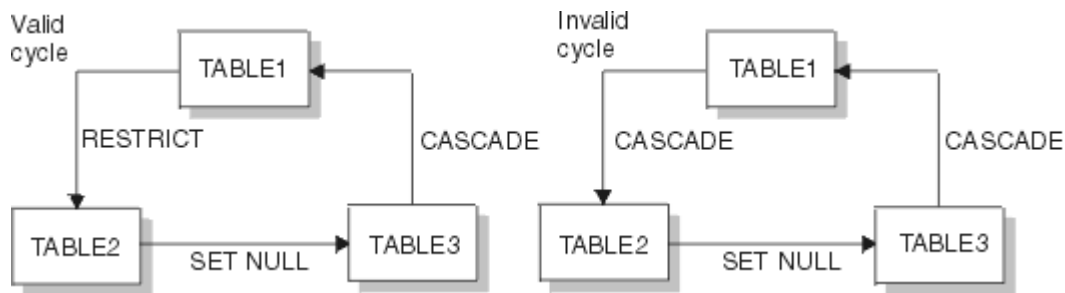 Valid
cycle
TABLE1
RESTRICT
CASCADE
TABLE2
SET NULL
TABLE3
Invalid
cycle
TABLE1
CASCADE
CASCADE
TABLE2
SET NULL
TABLE3